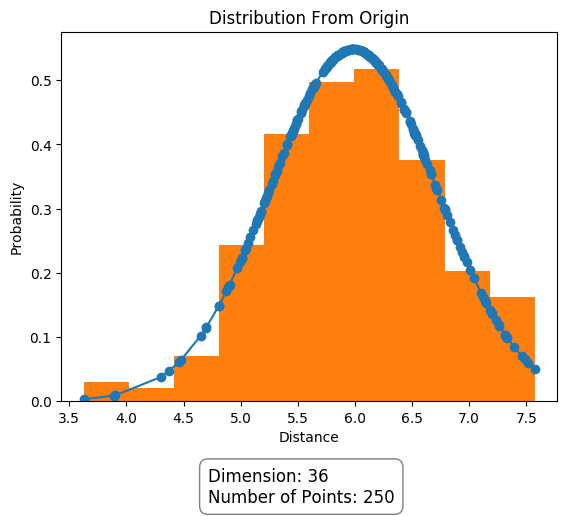 Distribution From Origin
0.5
0.4
0.3
0.2
0.1
0.0
Probability
3.5 4.0 4.5 5.0 5.5 6.0 6.5 7.0 7.5
Distance
Dimension: 36
Number of Points: 250